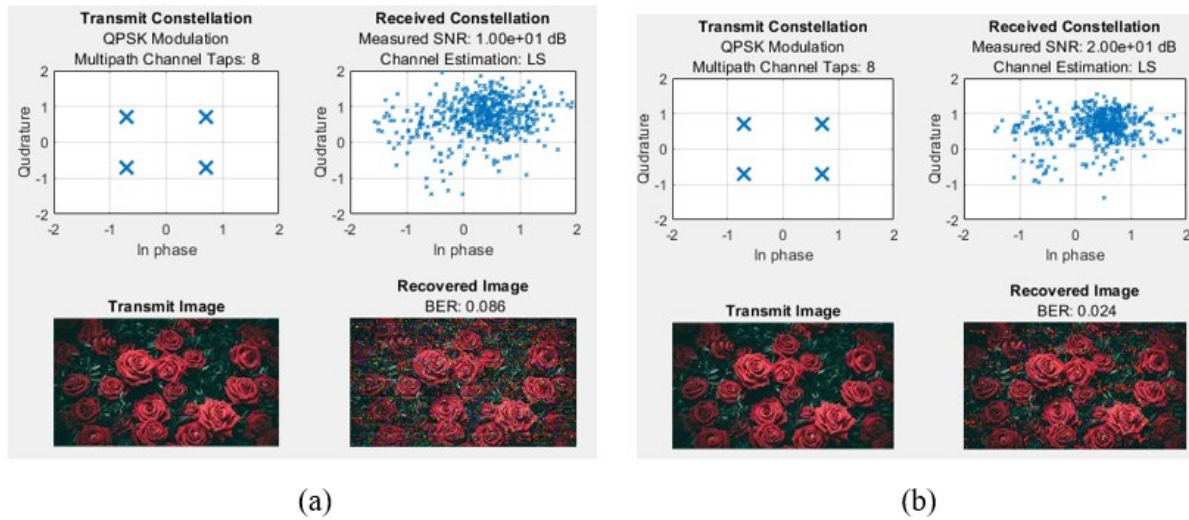 Transmit Constellation
QPSK Modulation
Multipath Channel Taps: 8
2
1
0
-1
-2
Qudrature
-2 -1 0 1 2
In phase
Received Constellation
Measured SNR: 1.00e+01 dB
Channel Estimation: LS
2
1
0
-1
-2
Qudrature
-2 -1 0 1 2
In phase
Transmit Image
Recovered Image
BER: 0.086
(a)
Transmit Constellation
QPSK Modulation
Multipath Channel Taps: 8
2
1
0
-1
-2
Qudrature
-2 -1 0 1 2
In phase
Received Constellation
Measured SNR: 2.00e+01 dB
Channel Estimation: LS
2
1
0
-1
-2
Qudrature
-2 -1 0 1 2
In phase
Transmit Image
Recovered Image
BER: 0.024
(b)